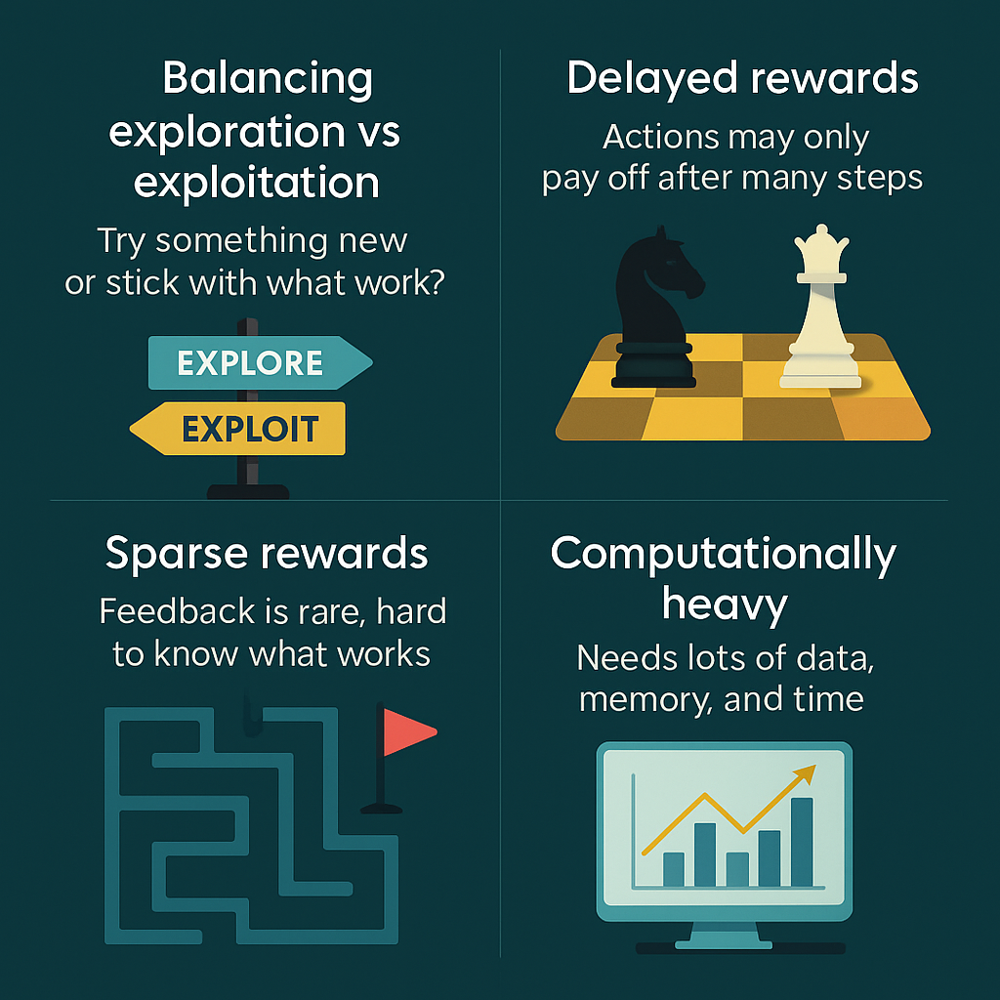 Balancing
exploration vs
exploitation
Try something new
or stick with what work?
EXPLORE
EXPLOIT
Delayed rewards
Actions may only
pay off after many steps
Sparse rewards
Feedback is rare, hard
to know what works
Computationally
heavy
Needs lots of data,
memory, and time